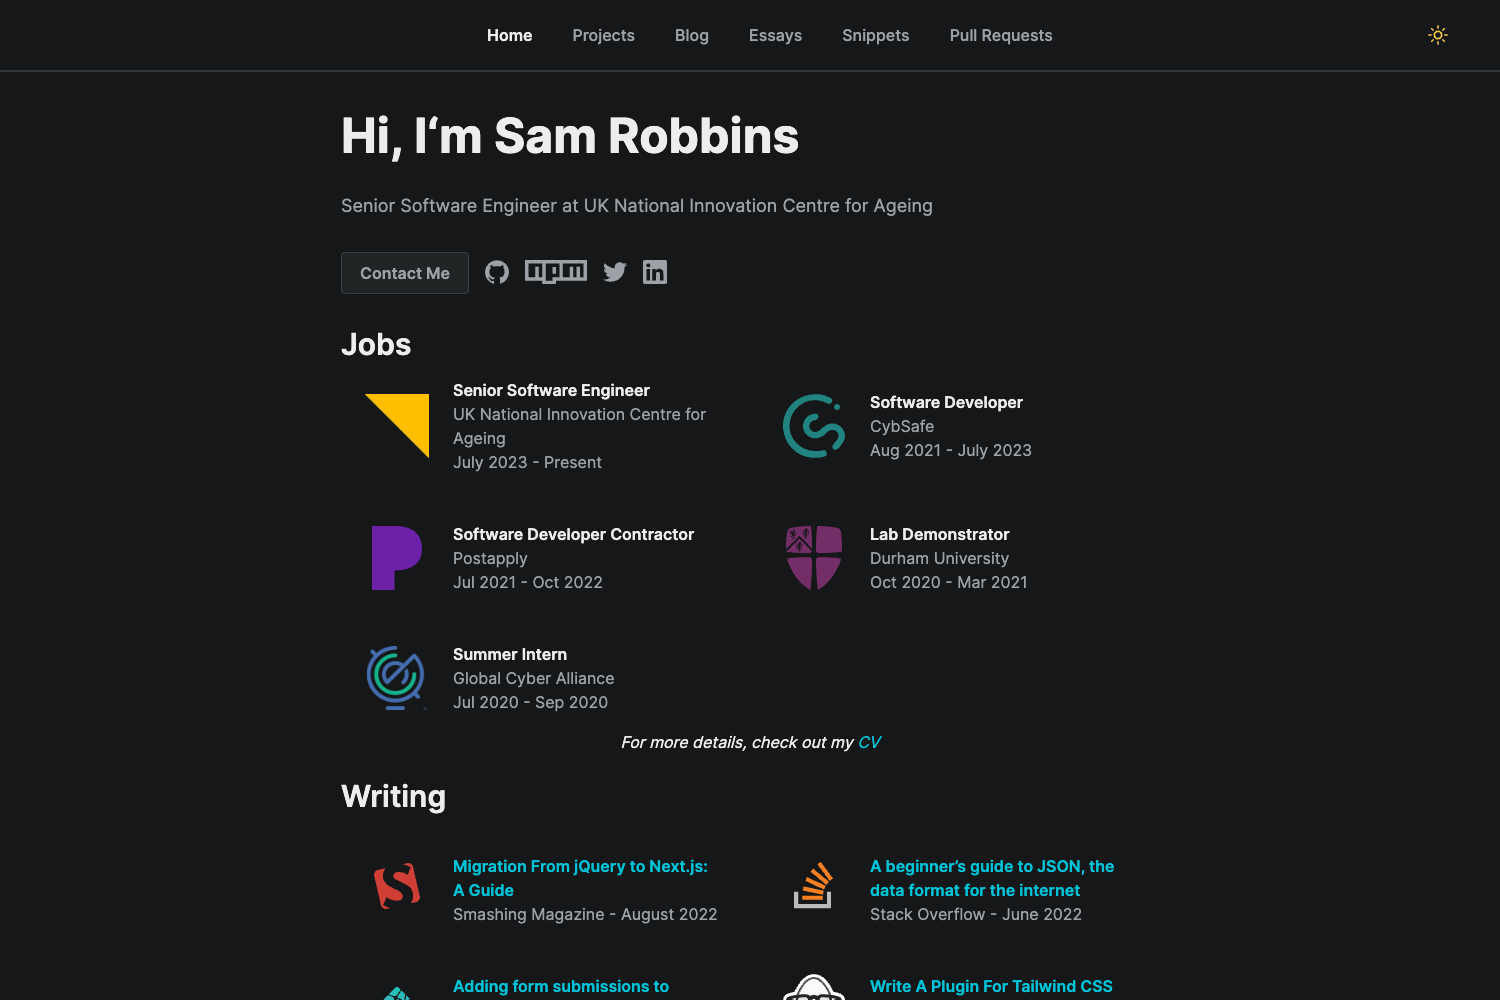 Home Projects Blog Essays Snippets Pull Requests
Hi, I‘m Sam Robbins
Senior Software Engineer at UK National Innovation Centre for Ageing
Contact Me
npm
in
Jobs
Senior Software Engineer
UK National Innovation Centre for
Ageing
July 2023 - Present
Software Developer
CybSafe
Aug 2021 - July 2023
Software Developer Contractor
Postapply
Jul 2021 - Oct 2022
Lab Demonstrator
Durham University
Oct 2020 - Mar 2021
Summer Intern
Global Cyber Alliance
Jul 2020 - Sep 2020
For more details, check out my CV
Writing
Migration From jQuery to Next.js:
A Guide
Smashing Magazine - August 2022
A beginner’s guide to JSON, the
data format for the internet
Stack Overflow - June 2022
Adding form submissions to
Write A Plugin For Tailwind CSS